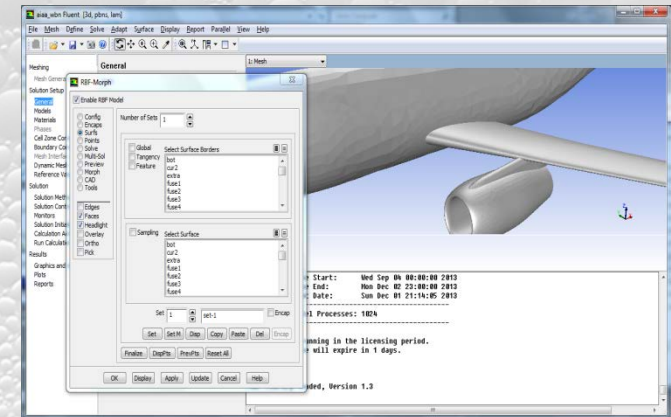 aiaa_wbn Fluent [3d, pbns, lam]
File Mesh Define Solve Adapt Surface Display Report Parallel View Help
Meshing
Mesh Genera
Solution Setup
General
Models
Materials
Phases
Cell Zone Con
Boundary Con
Mesh Interfa
Dynamic Mes
Reference Va
Solution
Solution Meth
Solution Cont
Monitors
Solution Initia
Calculation A
Run Calculati
Results
Graphics and
Plots
Reports
General
1: Mesh
RBF-Morph
Enable RBF Model
Config
Encaps
Surfs
Points
Solve
Multi-Sol
Preview
Morph
CAD
Tools
Edges
Faces
Headlight
Overlay
Ortho
Pick
Number of Sets 1
Global
Tangency
Feature
Select Surface Borders
bot
cur2
extra
fuse1
fuse2
fuse3
fuse4
Sampling
Select Surface
bot
cur2
extra
fuse1
fuse2
fuse3
fuse4
Set 1 set-1 Encap
Set Set M Disp Copy Paste Del Encap
Finalize DispPts PrevPts Reset All
OK Display Apply Update Cancel Help
Start: Wed Sep 04 00:00:00 2013
End: Mon Dec 02 23:00:00 2013
Date: Sun Dec 01 21:14:05 2013
el Processes: 1024
unning in the licensing period.
e will expire in 1 days.
ded, Version 1.3